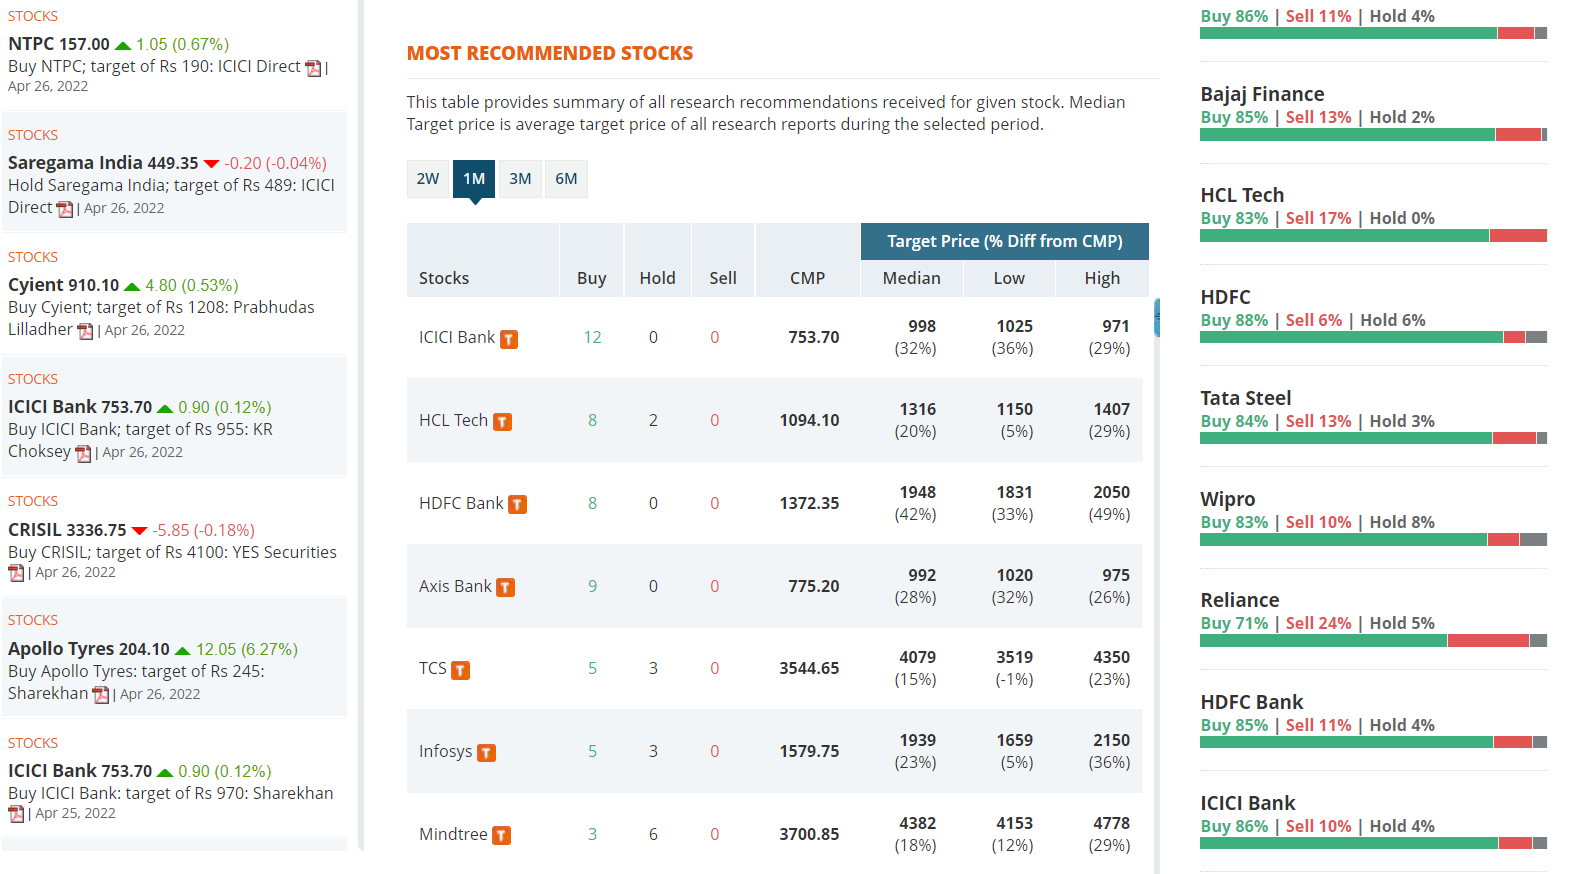 STOCKS
NTPC 157.00 1.05 (0.67%)
Buy NTPC; target of Rs 190: ICICI Direct |
Apr 26, 2022
STOCKS
Saregama India 449.35 -0.20 (-0.04%)
Hold Saregama India; target of Rs 489: ICICI
Direct | Apr 26, 2022
STOCKS
Cyient 910.10 4.80 (0.53%)
Buy Cyient; target of Rs 1208: Prabhudas
Lilladher | Apr 26, 2022
STOCKS
ICICI Bank 753.70 0.90 (0.12%)
Buy ICICI Bank; target of Rs 955: KR
Choksey | Apr 26, 2022
STOCKS
CRISIL 3336.75 -5.85 (-0.18%)
Buy CRISIL; target of Rs 4100: YES Securities
| Apr 26, 2022
STOCKS
Apollo Tyres 204.10 12.05 (6.27%)
Buy Apollo Tyres: target of Rs 245:
Sharekhan | Apr 26, 2022
STOCKS
ICICI Bank 753.70 0.90 (0.12%)
Buy ICICI Bank: target of Rs 970: Sharekhan
| Apr 25, 2022
MOST RECOMMENDED STOCKS
This table provides summary of all research recommendations received for given stock. Median
Target price is average target price of all research reports during the selected period.
2W 1M 3M 6M
Target Price (% Diff from CMP)
Stocks Buy Hold Sell CMP Median Low High
ICICI Bank T 12 0 0 753.70 998 1025 971
(32%) (36%) (29%)
HCL Tech T 8 2 0 1094.10 1316 1150 1407
(20%) (5%) (29%)
HDFC Bank T 8 0 0 1372.35 1948 1831 2050
(42%) (33%) (49%)
Axis Bank T 9 0 0 775.20 992 1020 975
(28%) (32%) (26%)
TCS T 5 3 0 3544.65 4079 3519 4350
(15%) (-1%) (23%)
Infosys T 5 3 0 1579.75 1939 1659 2150
(23%) (5%) (36%)
Mindtree T 3 6 0 3700.85 4382 4153 4778
(18%) (12%) (29%)
Buy 86% | Sell 11% | Hold 4%
Bajaj Finance
Buy 85% | Sell 13% | Hold 2%
HCL Tech
Buy 83% | Sell 17% | Hold 0%
HDFC
Buy 88% | Sell 6% | Hold 6%
Tata Steel
Buy 84% | Sell 13% | Hold 3%
Wipro
Buy 83% | Sell 10% | Hold 8%
Reliance
Buy 71% | Sell 24% | Hold 5%
HDFC Bank
Buy 85% | Sell 11% | Hold 4%
ICICI Bank
Buy 86% | Sell 10% | Hold 4%